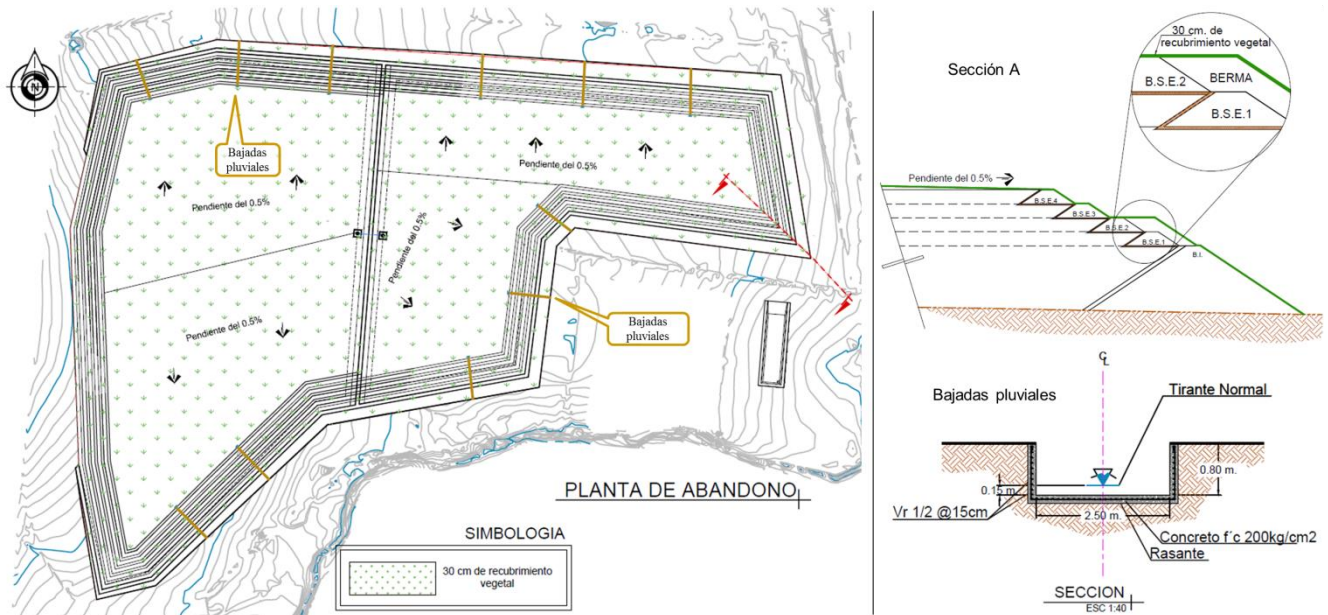 N
Bajadas
pluviales
Pendiente del 0.5%
Pendiente del 0.5%
Pendiente del 0.5%
Pendiente del 0.5%
Bajadas
pluviales
PLANTA DE ABANDONO
SIMBOLOGIA
30 cm de recubrimiento
vegetal
Sección A
30 cm. de
recubrimiento vegetal
B.S.E.2
BERMA
B.S.E.1
Pendiente del 0.5%
B.S.E.4
B.S.E.3
B.S.E.2
B.S.E.1
B.I.
Bajadas pluviales
CL
Tirante Normal
0.80 m.
0.15 m
2.50 m.
Vr 1/2 @15cm
Concreto f´c 200kg/cm2
Rasante
SECCION
ESC 1:40